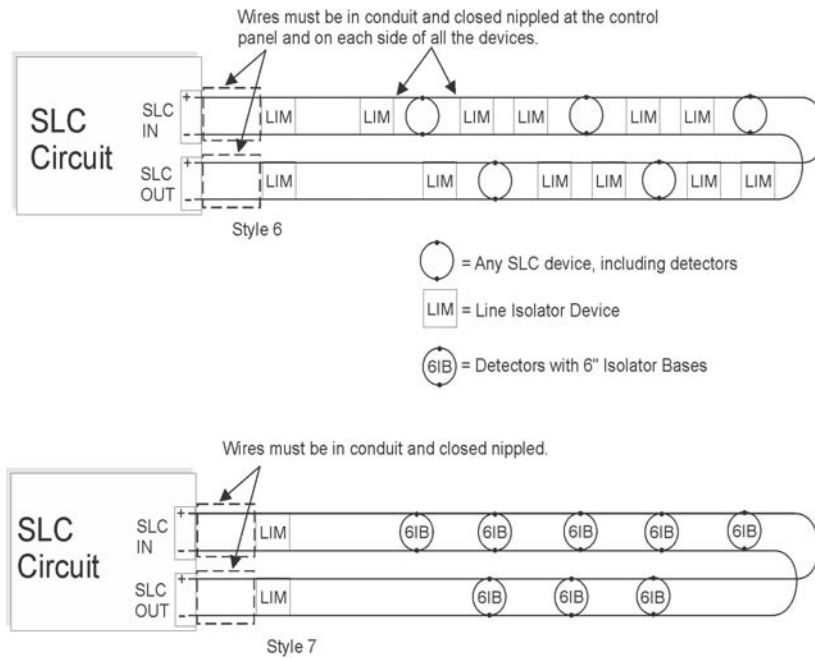 Wires must be in conduit and closed nippled at the control
panel and on each side of all the devices.
SLC
Circuit
+
SLC
IN
-
LIM
LIM
LIM
LIM
LIM
LIM
+
SLC
OUT
-
LIM
LIM
LIM
LIM
LIM
LIM
Style 6
= Any SLC device, including detectors
LIM = Line Isolator Device
6IB = Detectors with 6" Isolator Bases
Wires must be in conduit and closed nippled.
SLC
Circuit
+
SLC
IN
-
LIM
6IB
6IB
6IB
6IB
6IB
+
SLC
OUT
-
LIM
6IB
6IB
6IB
Style 7